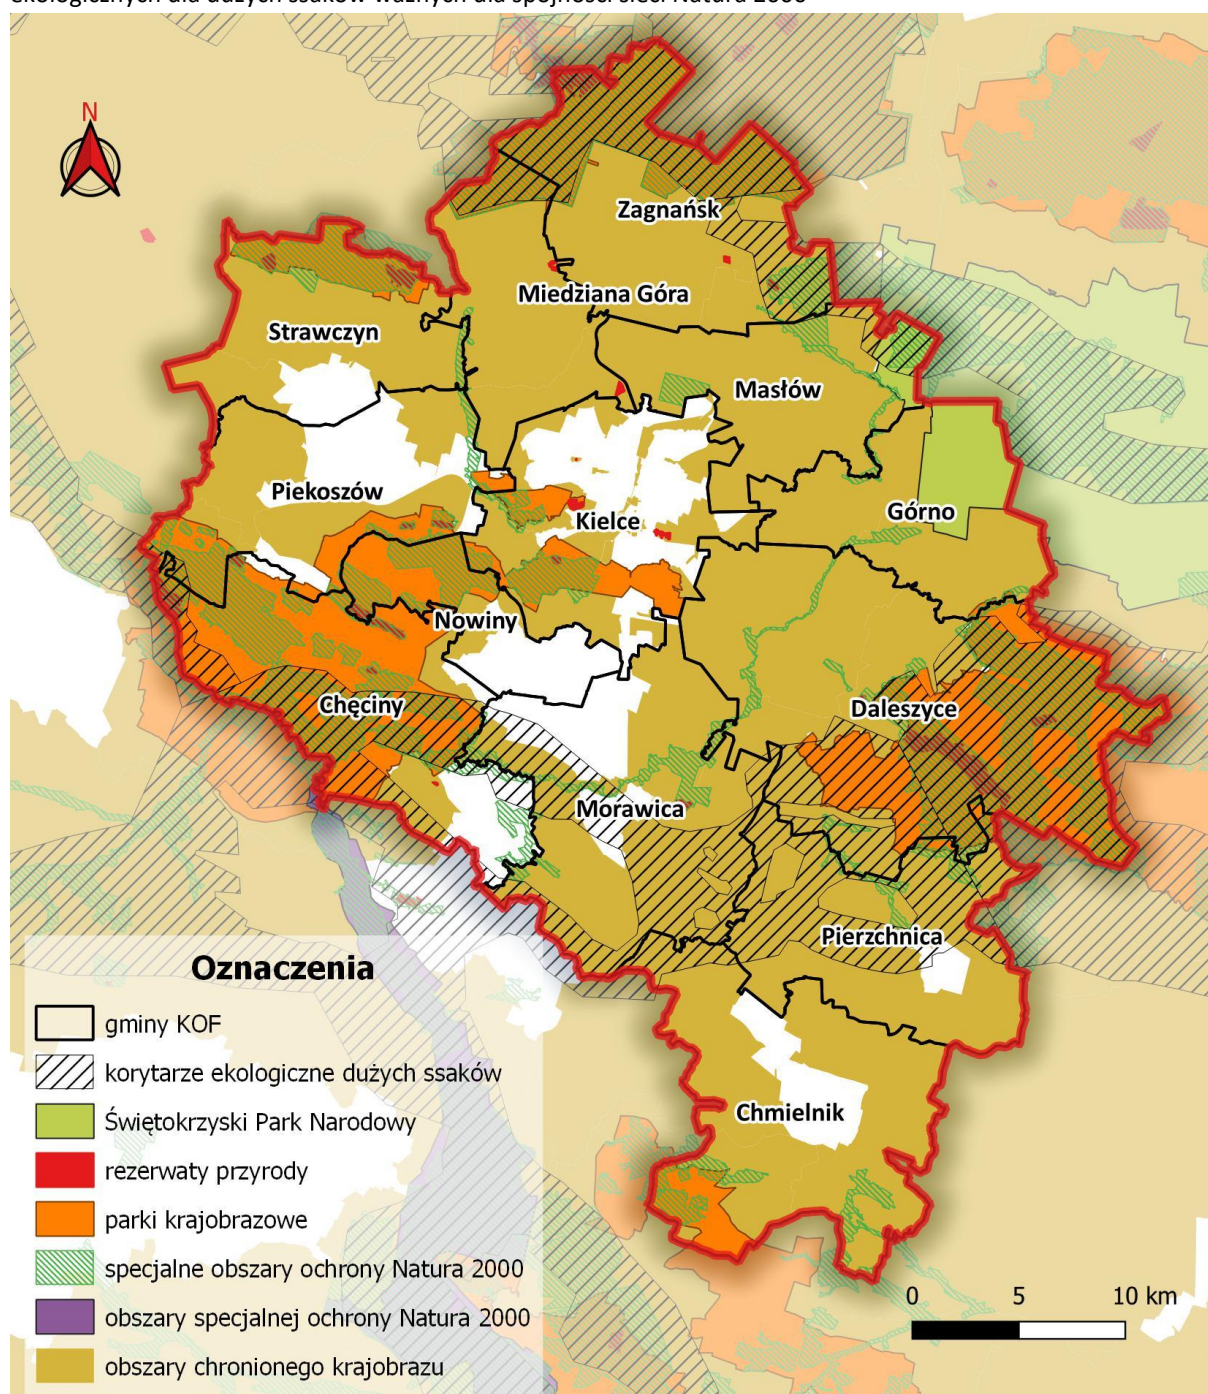 ekologicznych dla dużych ssaków ważnych dla spójności sieci Natura 2000
N
Zagnańsk
Miedziana Góra
Strawczyn
Masłów
Piekoszów
Kielce
Górno
Nowiny
Chęciny
Daleszyce
Morawica
Pierzchnica
Chmielnik
Oznaczenia
gminy KOF
korytarze ekologiczne dużych ssaków
Świętokrzyski Park Narodowy
rezerwaty przyrody
parki krajobrazowe
specjalne obszary ochrony Natura 2000
obszary specjalnej ochrony Natura 2000
obszary chronionego krajobrazu
0 5 10 km